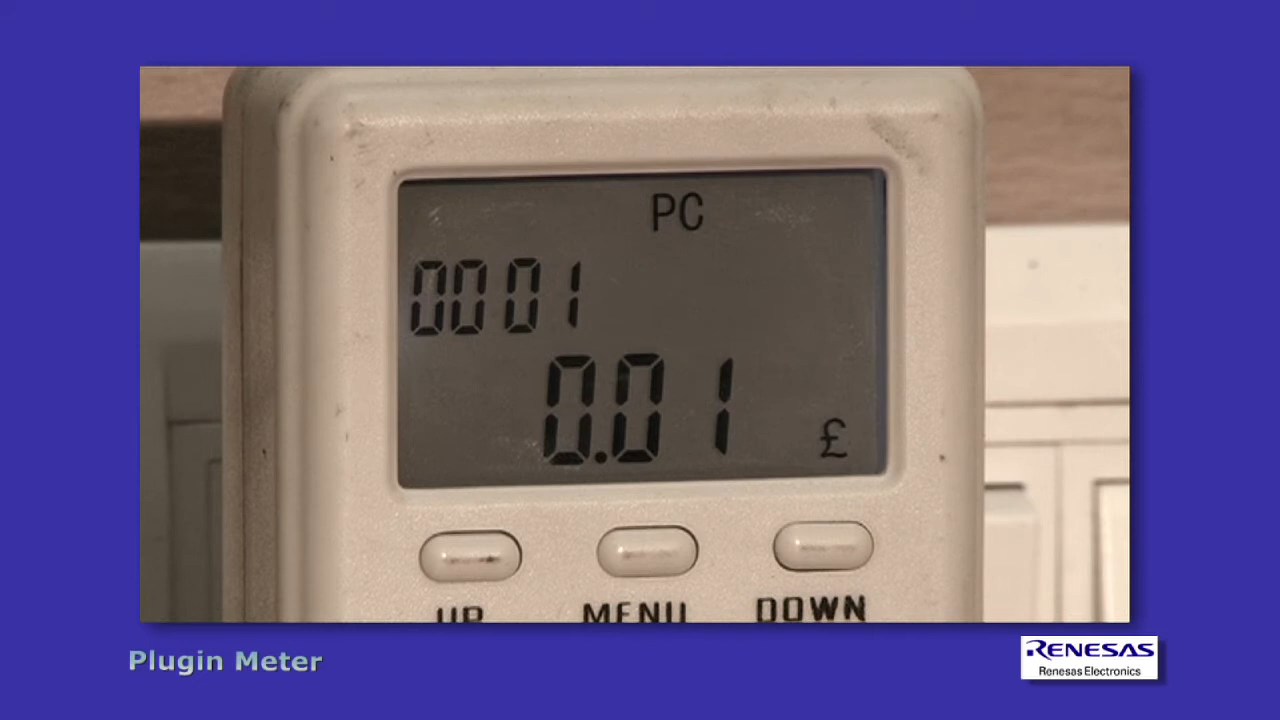 PC
0001
0.01 £
UP MENU DOWN
Plugin Meter
RENESAS
Renesas Electronics